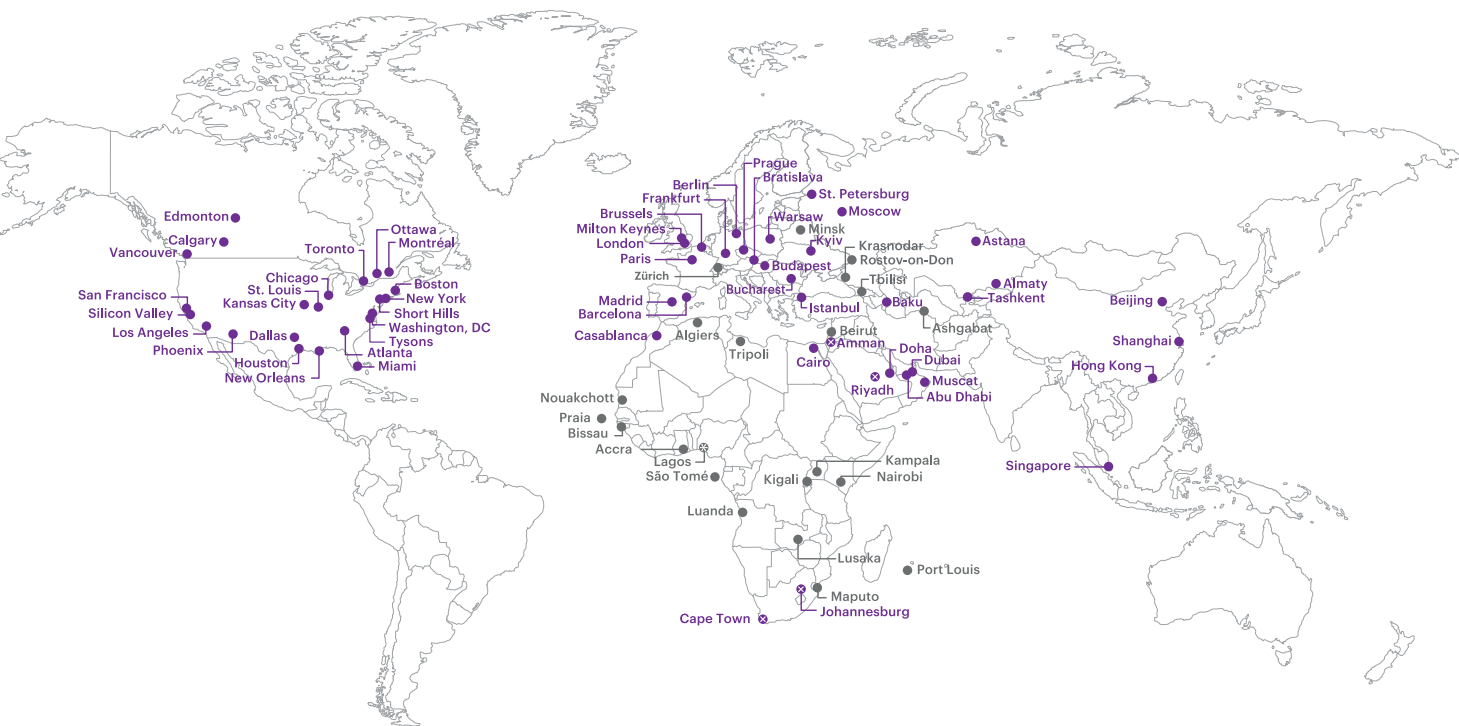 Edmonton
Calgary
Vancouver
Ottawa
Montréal
Toronto
Chicago
St. Louis
Kansas City
Boston
New York
Short Hills
Washington, DC
Tysons
San Francisco
Silicon Valley
Los Angeles
Phoenix
Dallas
Houston
New Orleans
Atlanta
Miami
Prague
Bratislava
Berlin
Frankfurt
Brussels
Milton Keynes
London
Paris
Zürich
Madrid
Barcelona
Casablanca
St. Petersburg
Moscow
Warsaw
Minsk
Kyiv
Budapest
Bucharest
Krasnodar
Rostov-on-Don
Tbilisi
Istanbul
Baku
Ashgabat
Astana
Almaty
Tashkent
Beijing
Shanghai
Hong Kong
Singapore
Algiers
Tripoli
Beirut
Amman
Cairo
Doha
Dubai
Muscat
Abu Dhabi
Riyadh
Nouakchott
Praia
Bissau
Accra
Lagos
São Tomé
Kampala
Nairobi
Kigali
Luanda
Lusaka
Port Louis
Maputo
Johannesburg
Cape Town